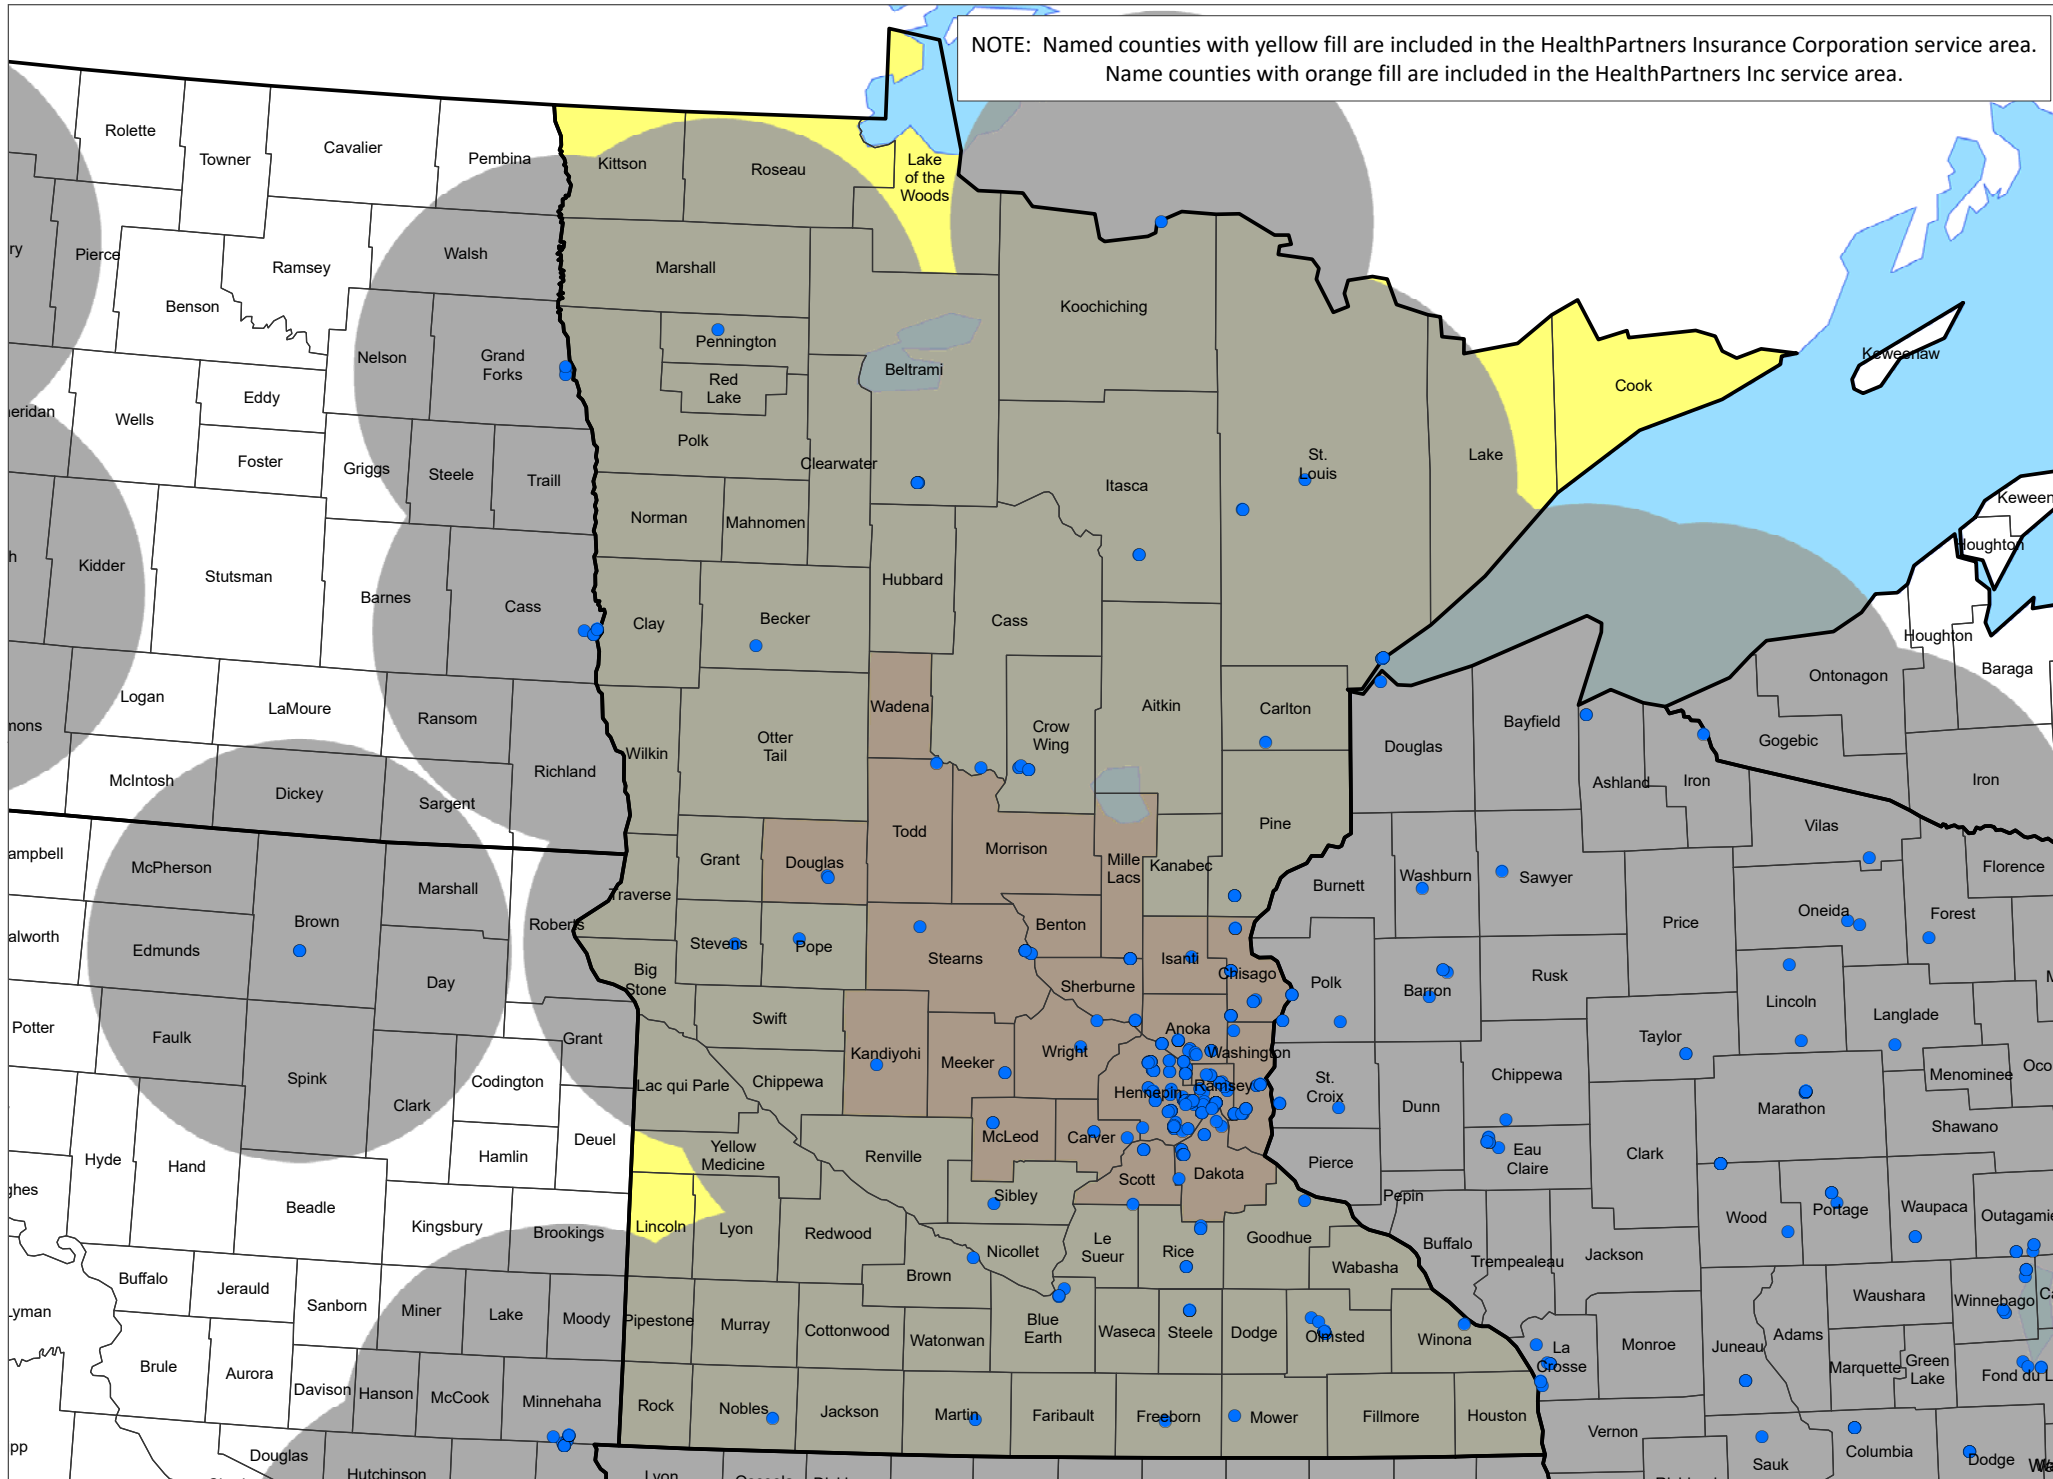 NOTE: Named counties with yellow fill are included in the HealthPartners Insurance Corporation service area.
Name counties with orange fill are included in the HealthPartners Inc service area.
Rolette
Towner
Cavalier
Pembina
Kittson
Roseau
Lake
of the
Woods
ry
Pierce
Ramsey
Walsh
Marshall
Benson
Koochiching
Nelson
Grand
Forks
Pennington
Beltrami
Red
Lake
Keweenaw
Cook
eridan
Wells
Eddy
Polk
Foster
Griggs
Steele
Traill
Clearwater
St.
Louis
Lake
Itasca
Norman
Mahnomen
Keween
Houghton
h
Kidder
Stutsman
Barnes
Cass
Clay
Becker
Hubbard
Cass
Houghton
Baraga
mons
Logan
LaMoure
Ransom
Wadena
Aitkin
Carlton
Ontonagon
Bayfield
Otter
Tail
Crow
Wing
Douglas
Gogebic
Wilkin
McIntosh
Dickey
Sargent
Richland
Ashland
Iron
Iron
Todd
Morrison
Pine
Vilas
ampbell
McPherson
Marshall
Grant
Douglas
Mille
Lacs
Kanabec
Burnett
Washburn
Sawyer
Florence
Traverse
alworth
Edmunds
Brown
Roberts
Stevens
Pope
Benton
Stearns
Isanti
Chisago
Price
Oneida
Forest
Day
Big
Stone
Sherburne
Polk
Barron
Rusk
Lincoln
M
Potter
Faulk
Spink
Grant
Swift
Kandiyohi
Meeker
Wright
Anoka
Washington
Taylor
Langlade
Codington
Lac qui Parle
Chippewa
Hennepin
Ramsey
St.
Croix
Chippewa
Menominee
Oco
Clark
Dunn
Marathon
Shawano
Hyde
Hand
Hamlin
Deuel
Yellow
Medicine
Renville
McLeod
Carver
Scott
Dakota
Pierce
Eau
Claire
Clark
ghes
Beadle
Kingsbury
Brookings
Lincoln
Lyon
Redwood
Sibley
Nicollet
Le
Sueur
Rice
Goodhue
Pepin
Buffalo
Trempealeau
Jackson
Wood
Portage
Waupaca
Outagamie
Buffalo
Jerauld
Sanborn
Miner
Lake
Moody
Brown
Wabasha
Waushara
Winnebago
Ca
Lyman
Pipestone
Murray
Cottonwood
Watonwan
Blue
Earth
Waseca
Steele
Dodge
Olmsted
Winona
La
Crosse
Monroe
Juneau
Adams
Marquette
Green
Lake
Fond du L
Brule
Aurora
Davison
Hanson
McCook
Minnehaha
Rock
Nobles
Jackson
Martin
Faribault
Freeborn
Mower
Fillmore
Houston
Vernon
pp
Douglas
Hutchinson
Lyon
Sauk
Columbia
Dodge